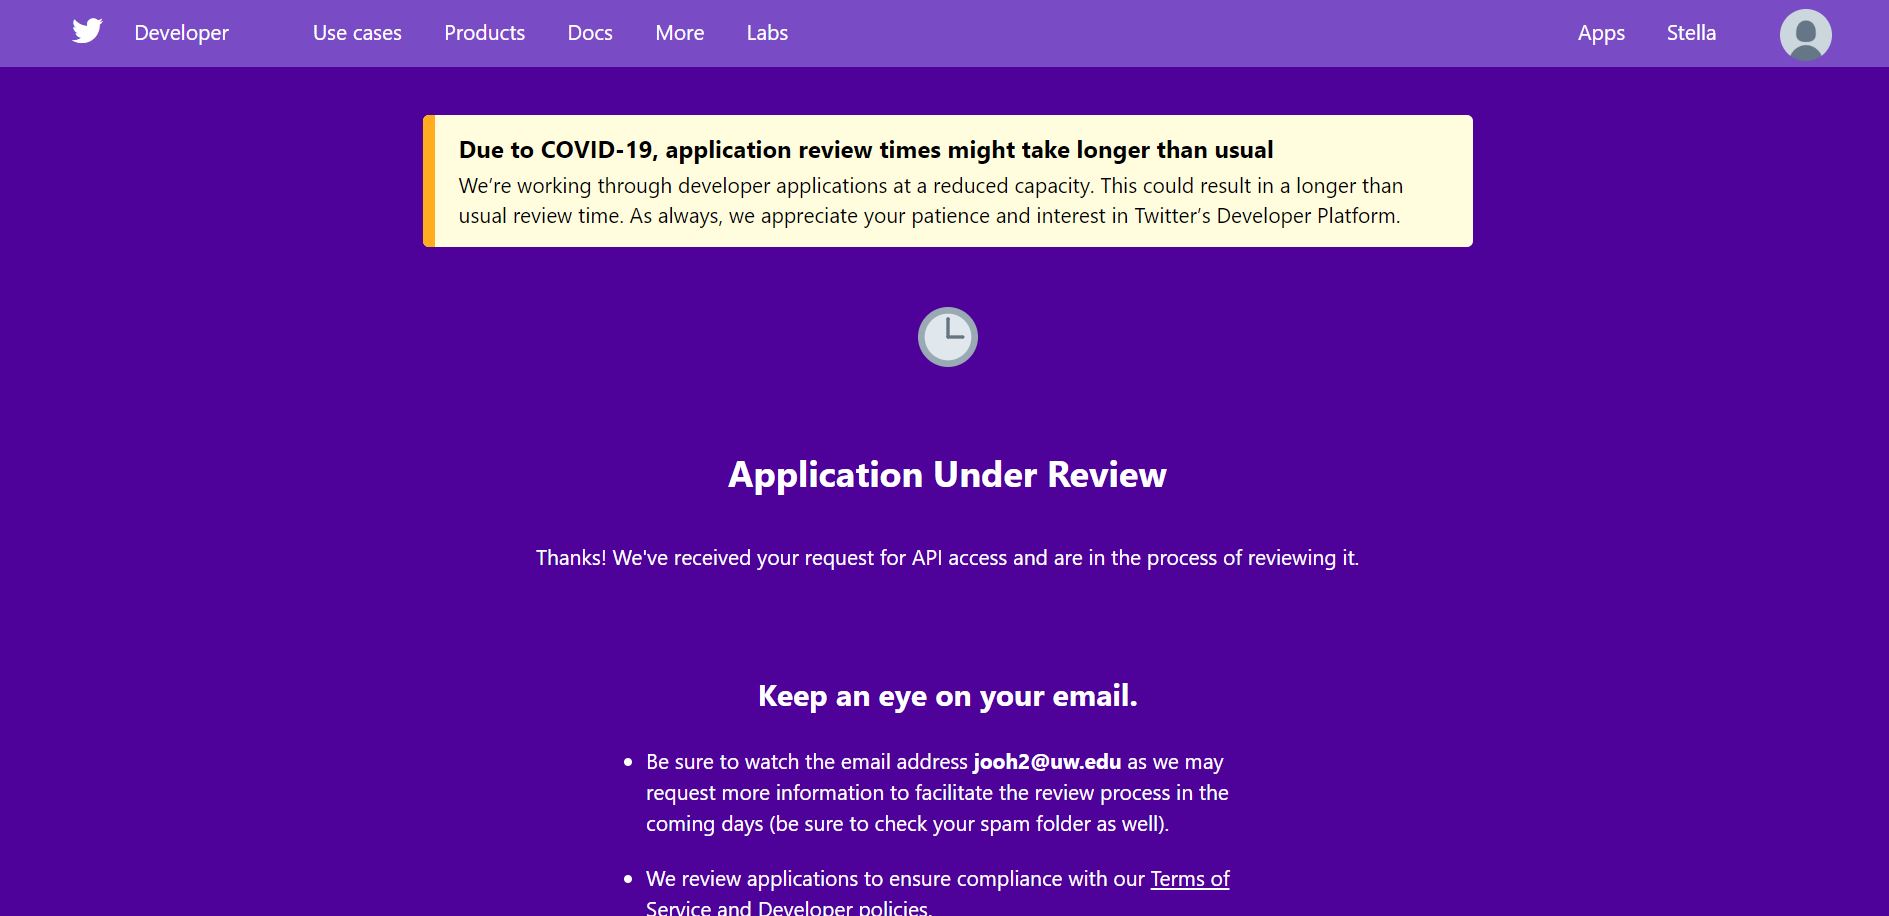 Developer Use cases Products Docs More Labs Apps Stella
Due to COVID-19, application review times might take longer than usual
We’re working through developer applications at a reduced capacity. This could result in a longer than
usual review time. As always, we appreciate your patience and interest in Twitter’s Developer Platform.
Application Under Review
Thanks! We've received your request for API access and are in the process of reviewing it.
Keep an eye on your email.
• Be sure to watch the email address jooh2@uw.edu as we may
request more information to facilitate the review process in the
coming days (be sure to check your spam folder as well).
• We review applications to ensure compliance with our Terms of
Service and Developer policies.